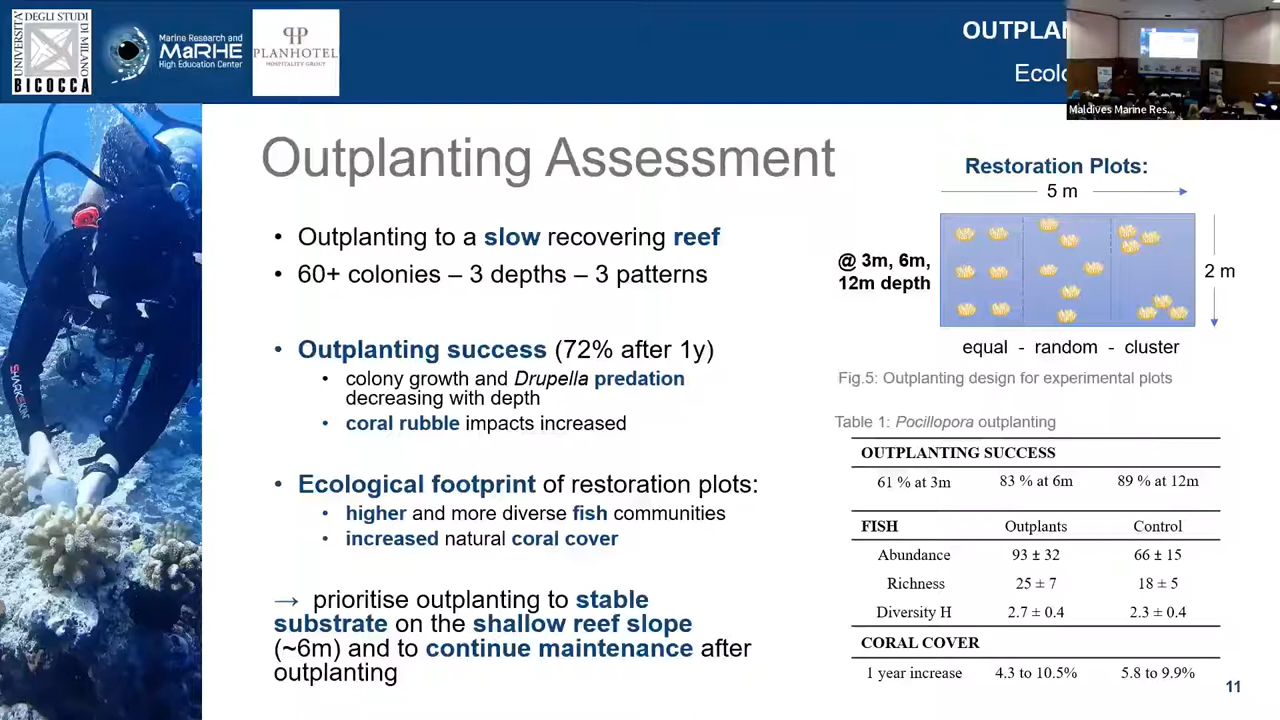 UNIVERSITÀ DEGLI STUDI DI MILANO
BICOCCA
Marine Research and
MaRHE
High Education Center
PLANHOTEL
HOSPITALITY GROUP
OUTPLAN
Ecolo
Maldives Marine Res...
Outplanting Assessment
• Outplanting to a slow recovering reef
• 60+ colonies – 3 depths – 3 patterns
• Outplanting success (72% after 1y)
• colony growth and Drupella predation
decreasing with depth
• coral rubble impacts increased
• Ecological footprint of restoration plots:
• higher and more diverse fish communities
• increased natural coral cover
→ prioritise outplanting to stable
substrate on the shallow reef slope
(~6m) and to continue maintenance after
outplanting
SHARKSKIN
Restoration Plots:
5 m
@ 3m, 6m,
12m depth
2 m
equal - random - cluster
Fig.5: Outplanting design for experimental plots
Table 1: Pocillopora outplanting
OUTPLANTING SUCCESS
61 % at 3m 83 % at 6m 89 % at 12m
FISH Outplants Control
Abundance 93 ± 32 66 ± 15
Richness 25 ± 7 18 ± 5
Diversity H 2.7 ± 0.4 2.3 ± 0.4
CORAL COVER
1 year increase 4.3 to 10.5% 5.8 to 9.9%
11